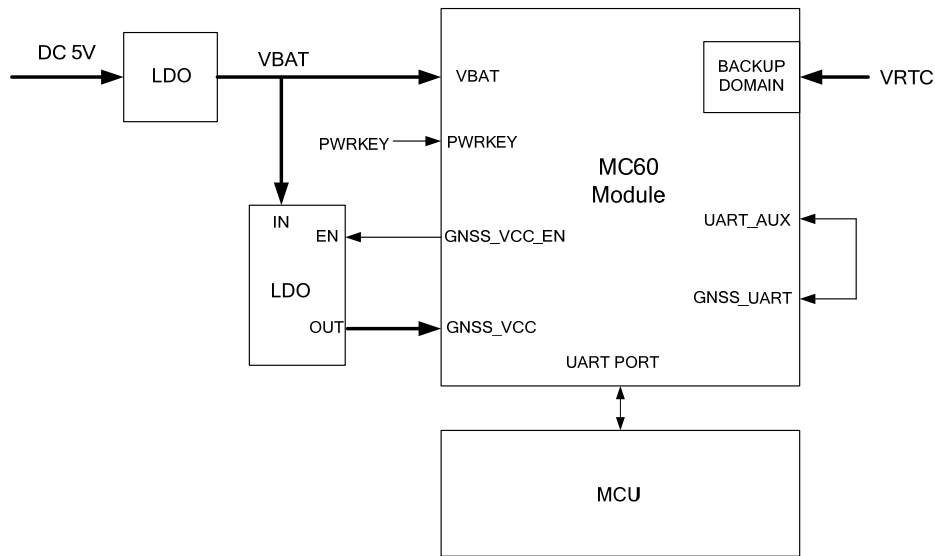 DC 5V
LDO
VBAT
VBAT
BACKUP
DOMAIN
VRTC
PWRKEY
PWRKEY
MC60
Module
IN
EN
GNSS_VCC_EN
UART_AUX
LDO
GNSS_UART
OUT
GNSS_VCC
UART PORT
MCU